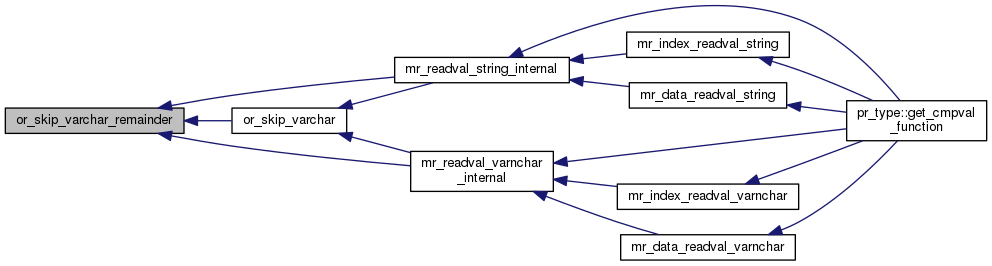 or_skip_varchar_remainder
mr_readval_string_internal
or_skip_varchar
mr_readval_varnchar
_internal
mr_index_readval_string
mr_data_readval_string
mr_index_readval_varnchar
mr_data_readval_varnchar
pr_type::get_cmpval
_function